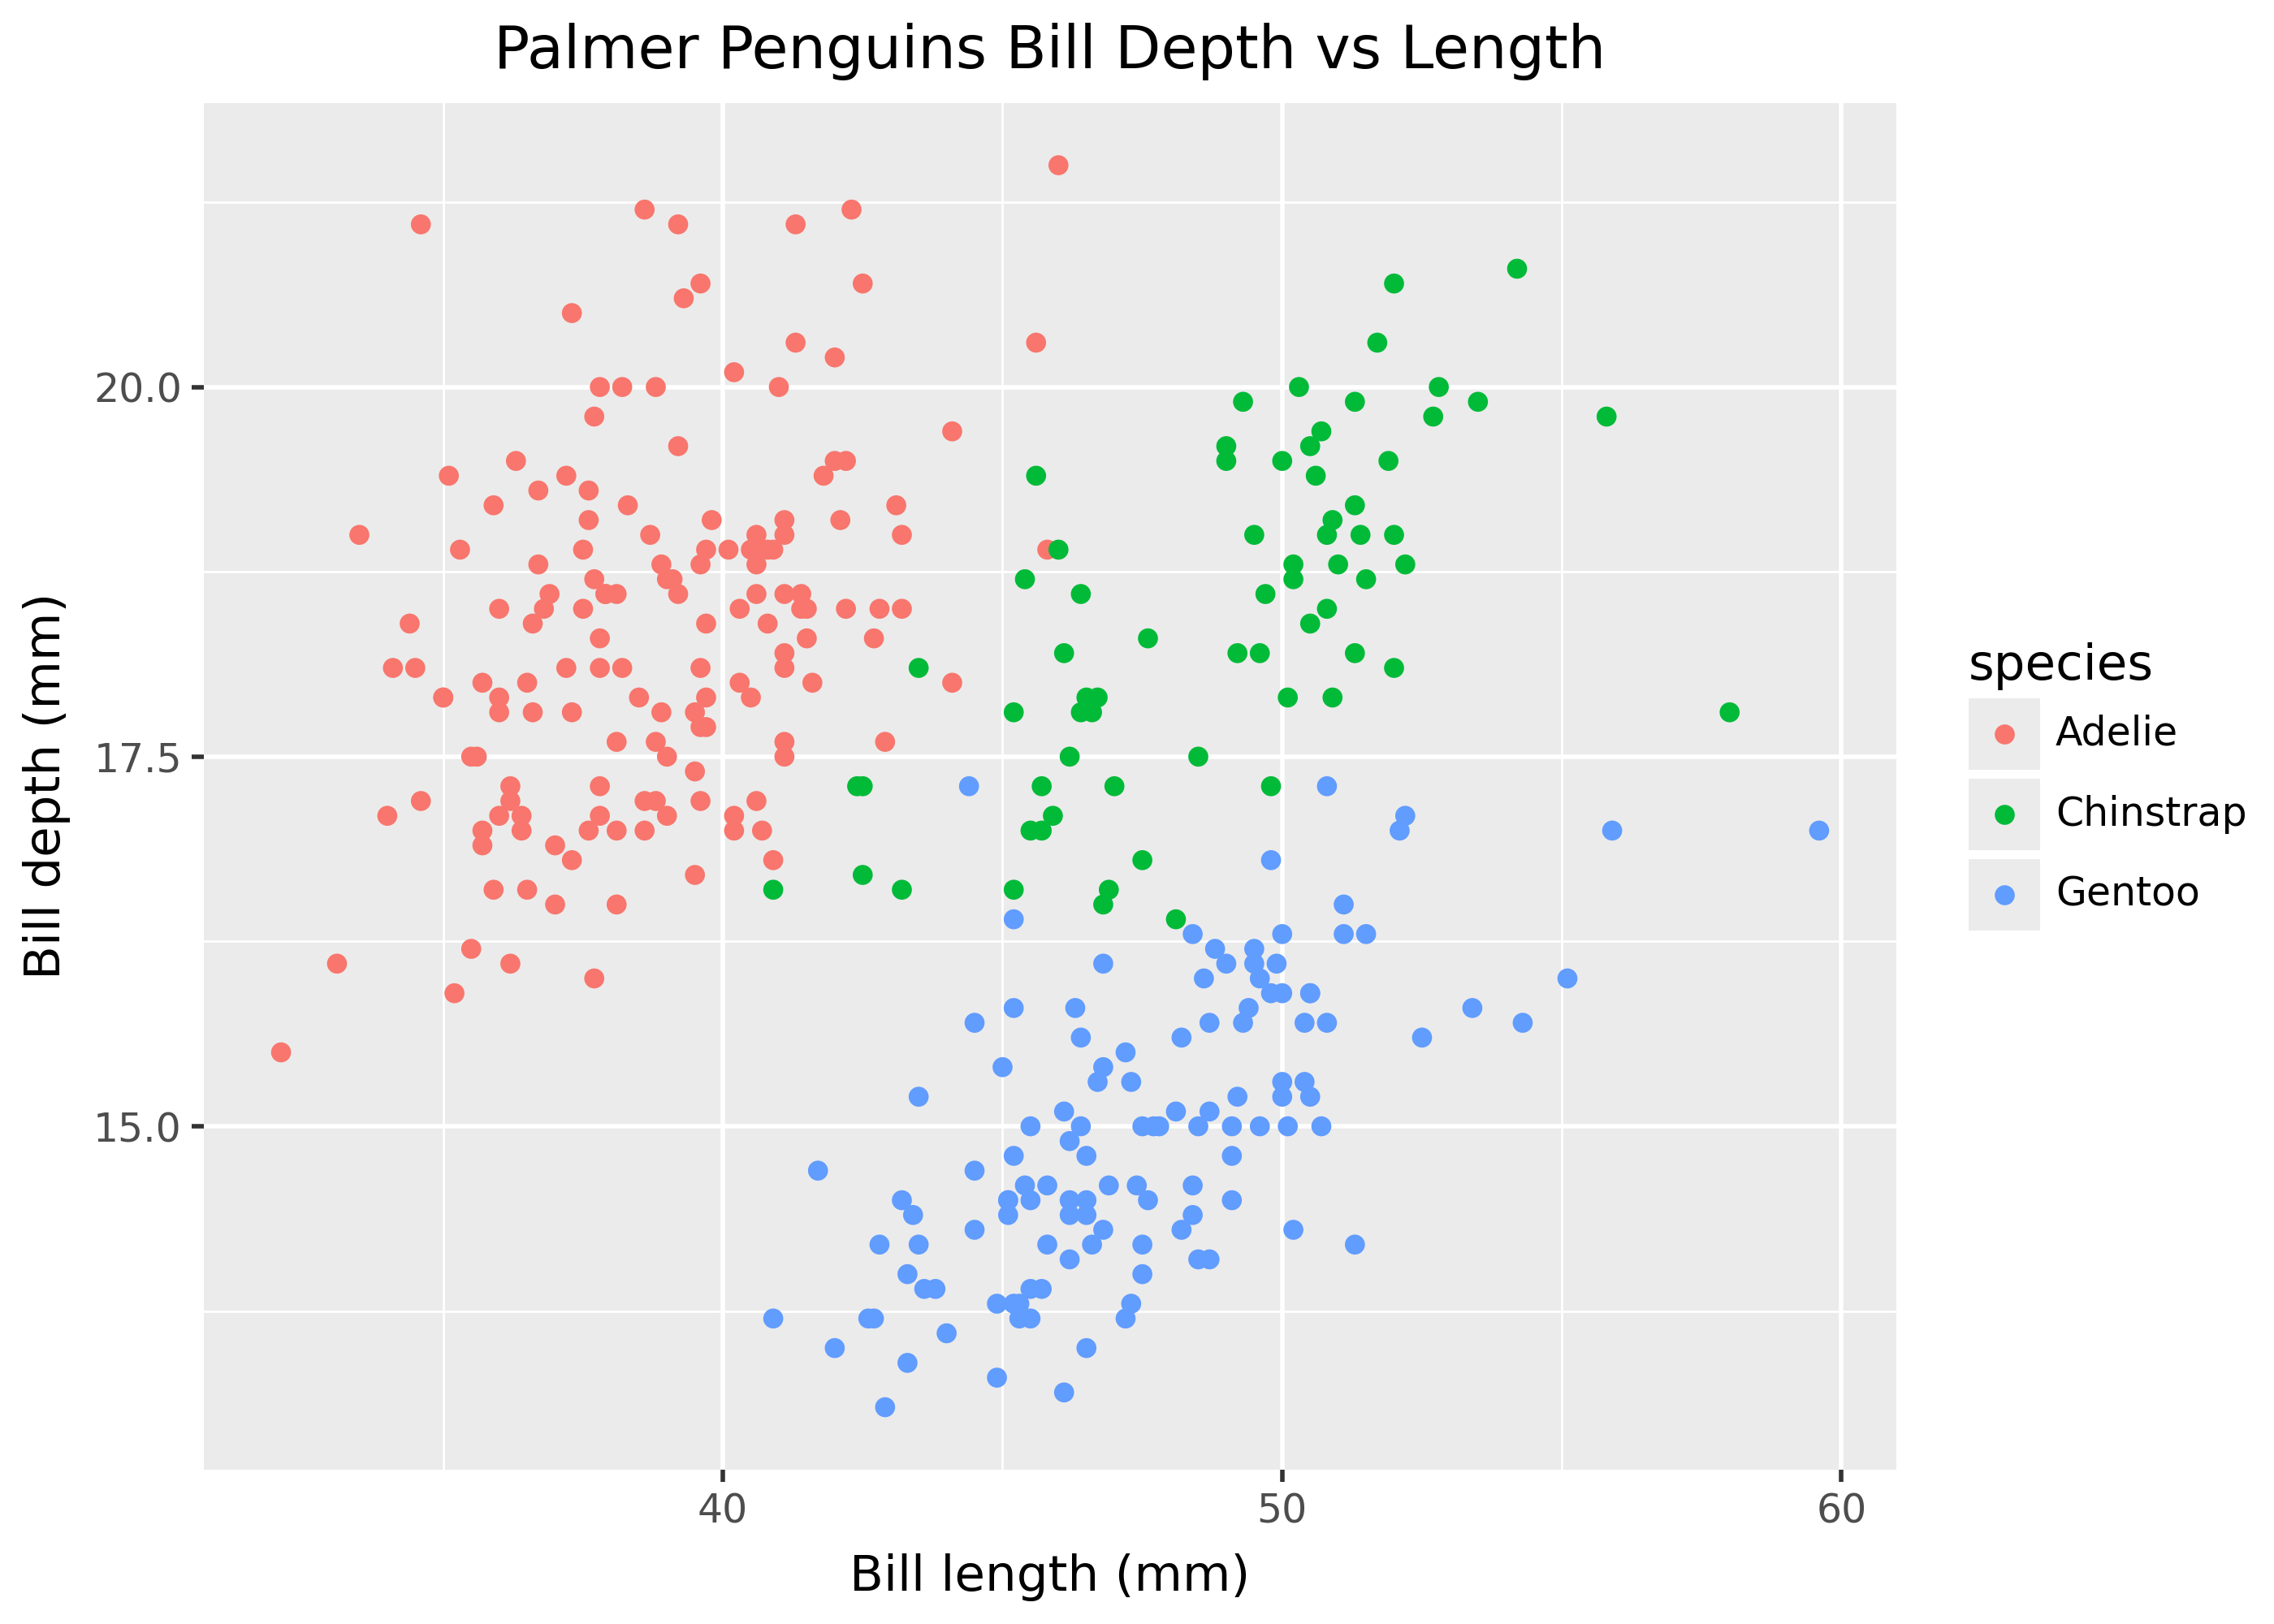 Palmer Penguins Bill Depth vs Length
Bill depth (mm)
20.0
17.5
15.0
40
50
60
Bill length (mm)
species
Adelie
Chinstrap
Gentoo